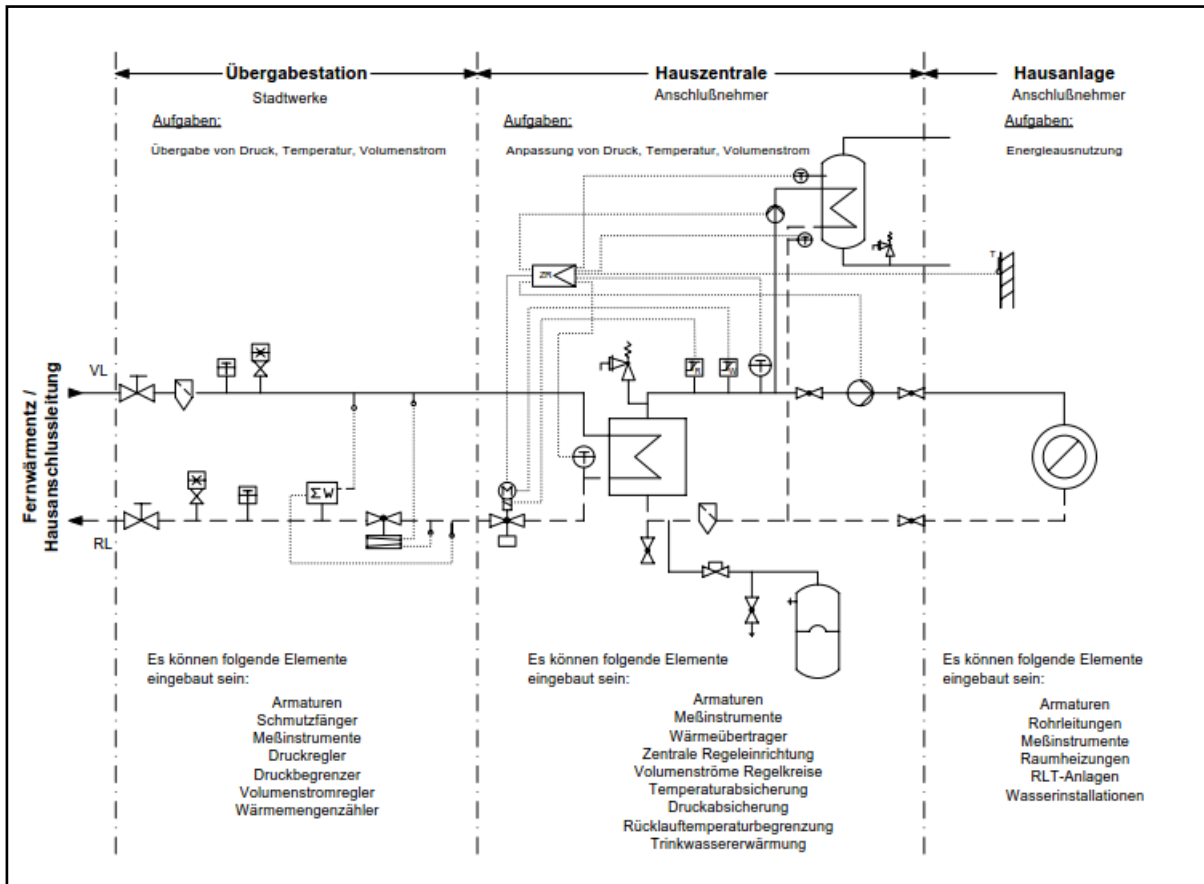 Übergabestation
Stadtwerke
Aufgaben:
Übergabe von Druck, Temperatur, Volumenstrom
Hauszentrale
Anschlußnehmer
Aufgaben:
Anpassung von Druck, Temperatur, Volumenstrom
Hausanlage
Anschlußnehmer
Aufgaben:
Energieausnutzung
Fernwärmentz /
Hausanschlussleitung
VL
RL
T
T
ΣW
ZR
M
T
T
T
R
W
T
T
Es können folgende Elemente
eingebaut sein:
Armaturen
Schmutzfänger
Meßinstrumente
Druckregler
Druckbegrenzer
Volumenstromregler
Wärmemengenzähler
Es können folgende Elemente
eingebaut sein:
Armaturen
Meßinstrumente
Wärmeübertrager
Zentrale Regeleinrichtung
Volumenströme Regelkreise
Temperaturabsicherung
Druckabsicherung
Rücklauftemperaturbegrenzung
Trinkwassererwärmung
Es können folgende Elemente
eingebaut sein:
Armaturen
Rohrleitungen
Meßinstrumente
Raumheizungen
RLT-Anlagen
Wasserinstallationen